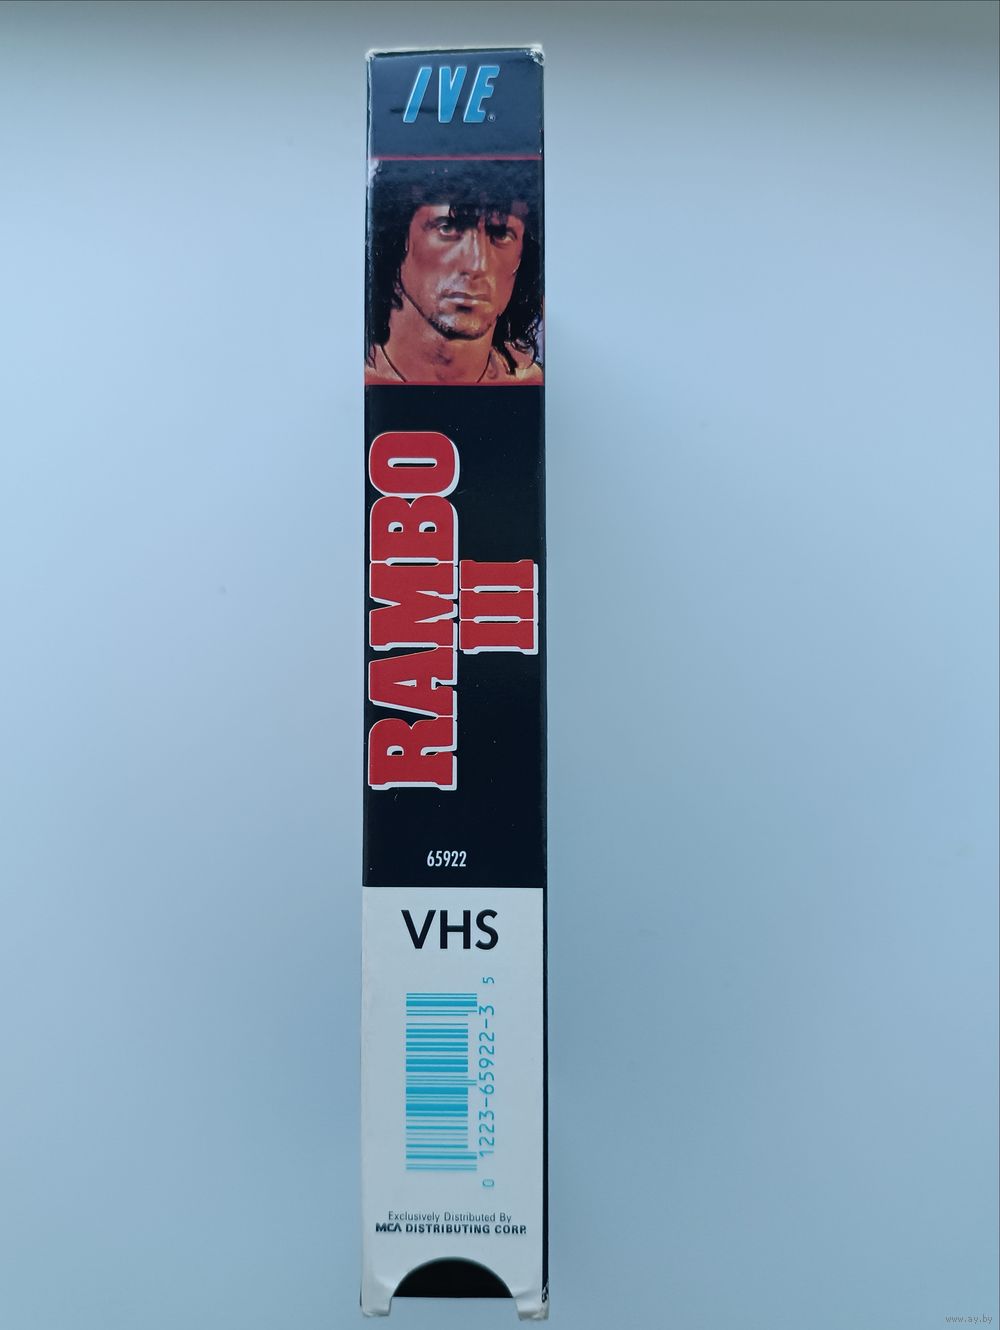 IVE®
RAMBO
III
65922
VHS
0 1223-65922-3 5
Exclusively Distributed By
MCA DISTRIBUTING CORP.
www.ay.by